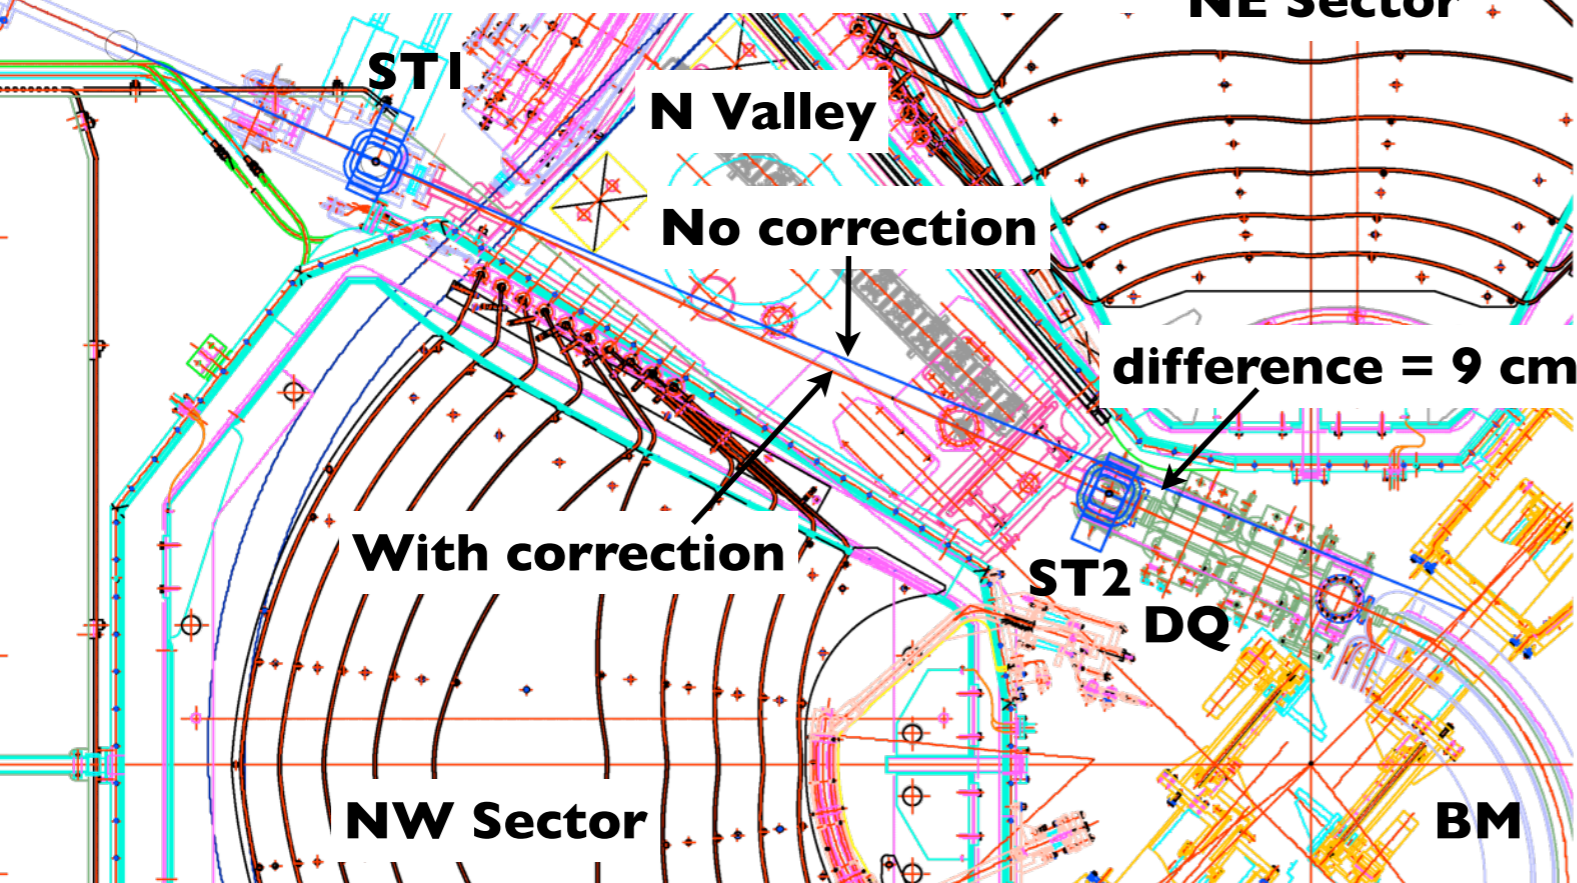 NE Sector
ST1
N Valley
No correction
difference = 9 cm
With correction
ST2
DQ
NW Sector
BM